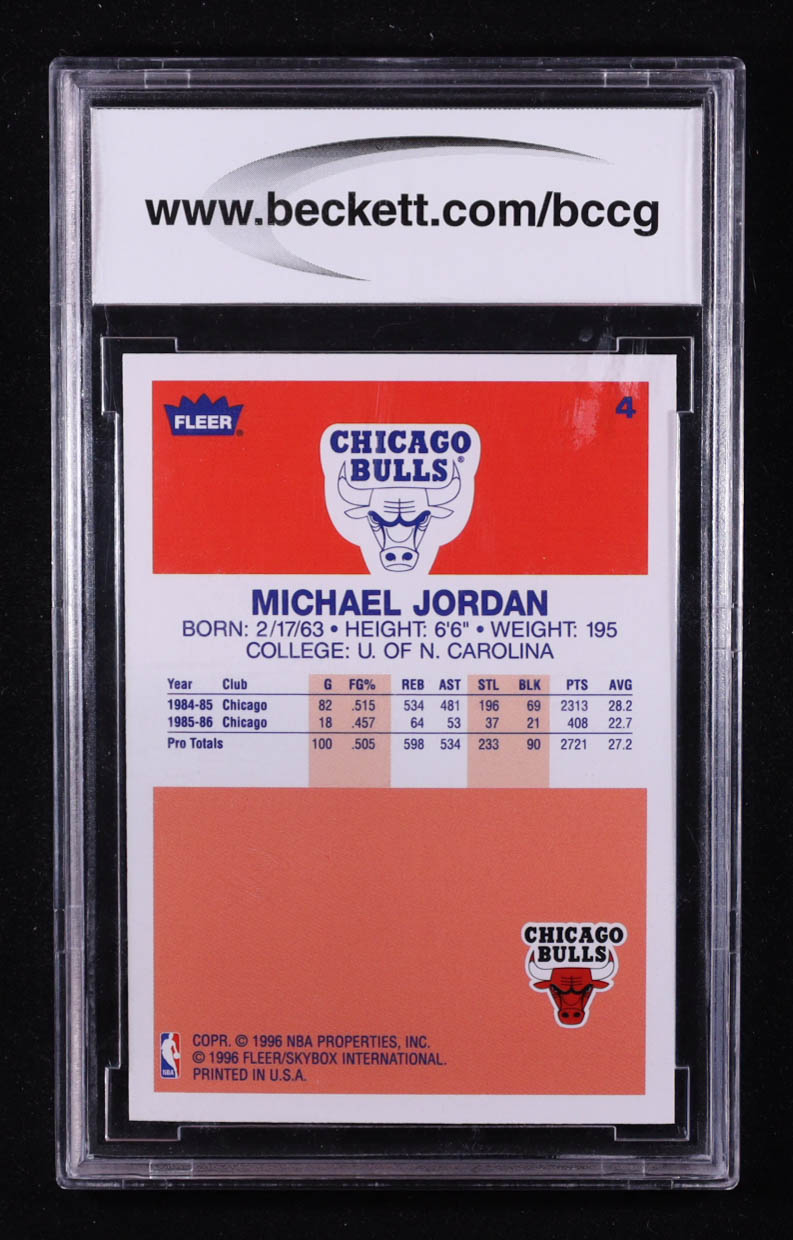 www.beckett.com/bccg
FLEER®
4
CHICAGO
BULLS®
MICHAEL JORDAN
BORN: 2/17/63 • HEIGHT: 6'6" • WEIGHT: 195
COLLEGE: U. OF N. CAROLINA
Year Club G FG% REB AST STL BLK PTS AVG
1984-85 Chicago 82 .515 534 481 196 69 2313 28.2
1985-86 Chicago 18 .457 64 53 37 21 408 22.7
Pro Totals 100 .505 598 534 233 90 2721 27.2
CHICAGO
BULLS
NBA
COPR. © 1996 NBA PROPERTIES, INC.
© 1996 FLEER/SKYBOX INTERNATIONAL.
PRINTED IN U.S.A.